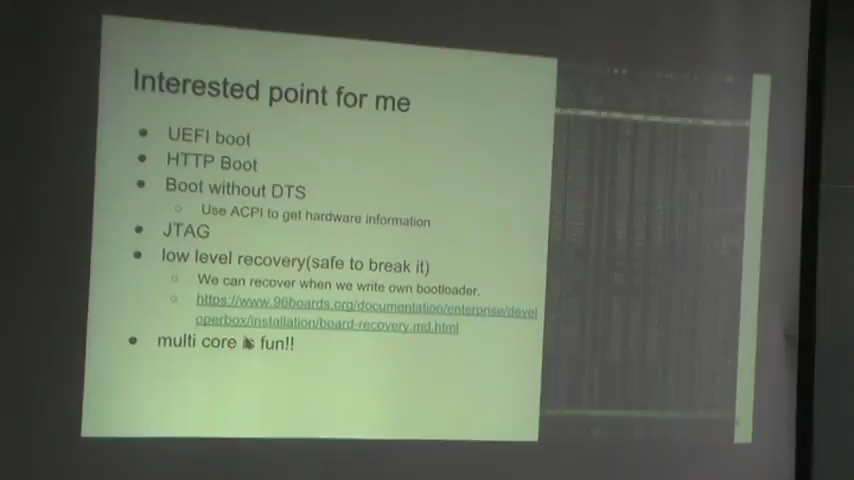 Interested point for me
● UEFI boot
● HTTP Boot
● Boot without DTS
○ Use ACPI to get hardware information
● JTAG
● low level recovery(safe to break it)
○ We can recover when we write own bootloader.
○ https://www.96boards.org/documentation/enterprise/devel
operbox/installation/board-recovery.md.html
● multi core is fun!!